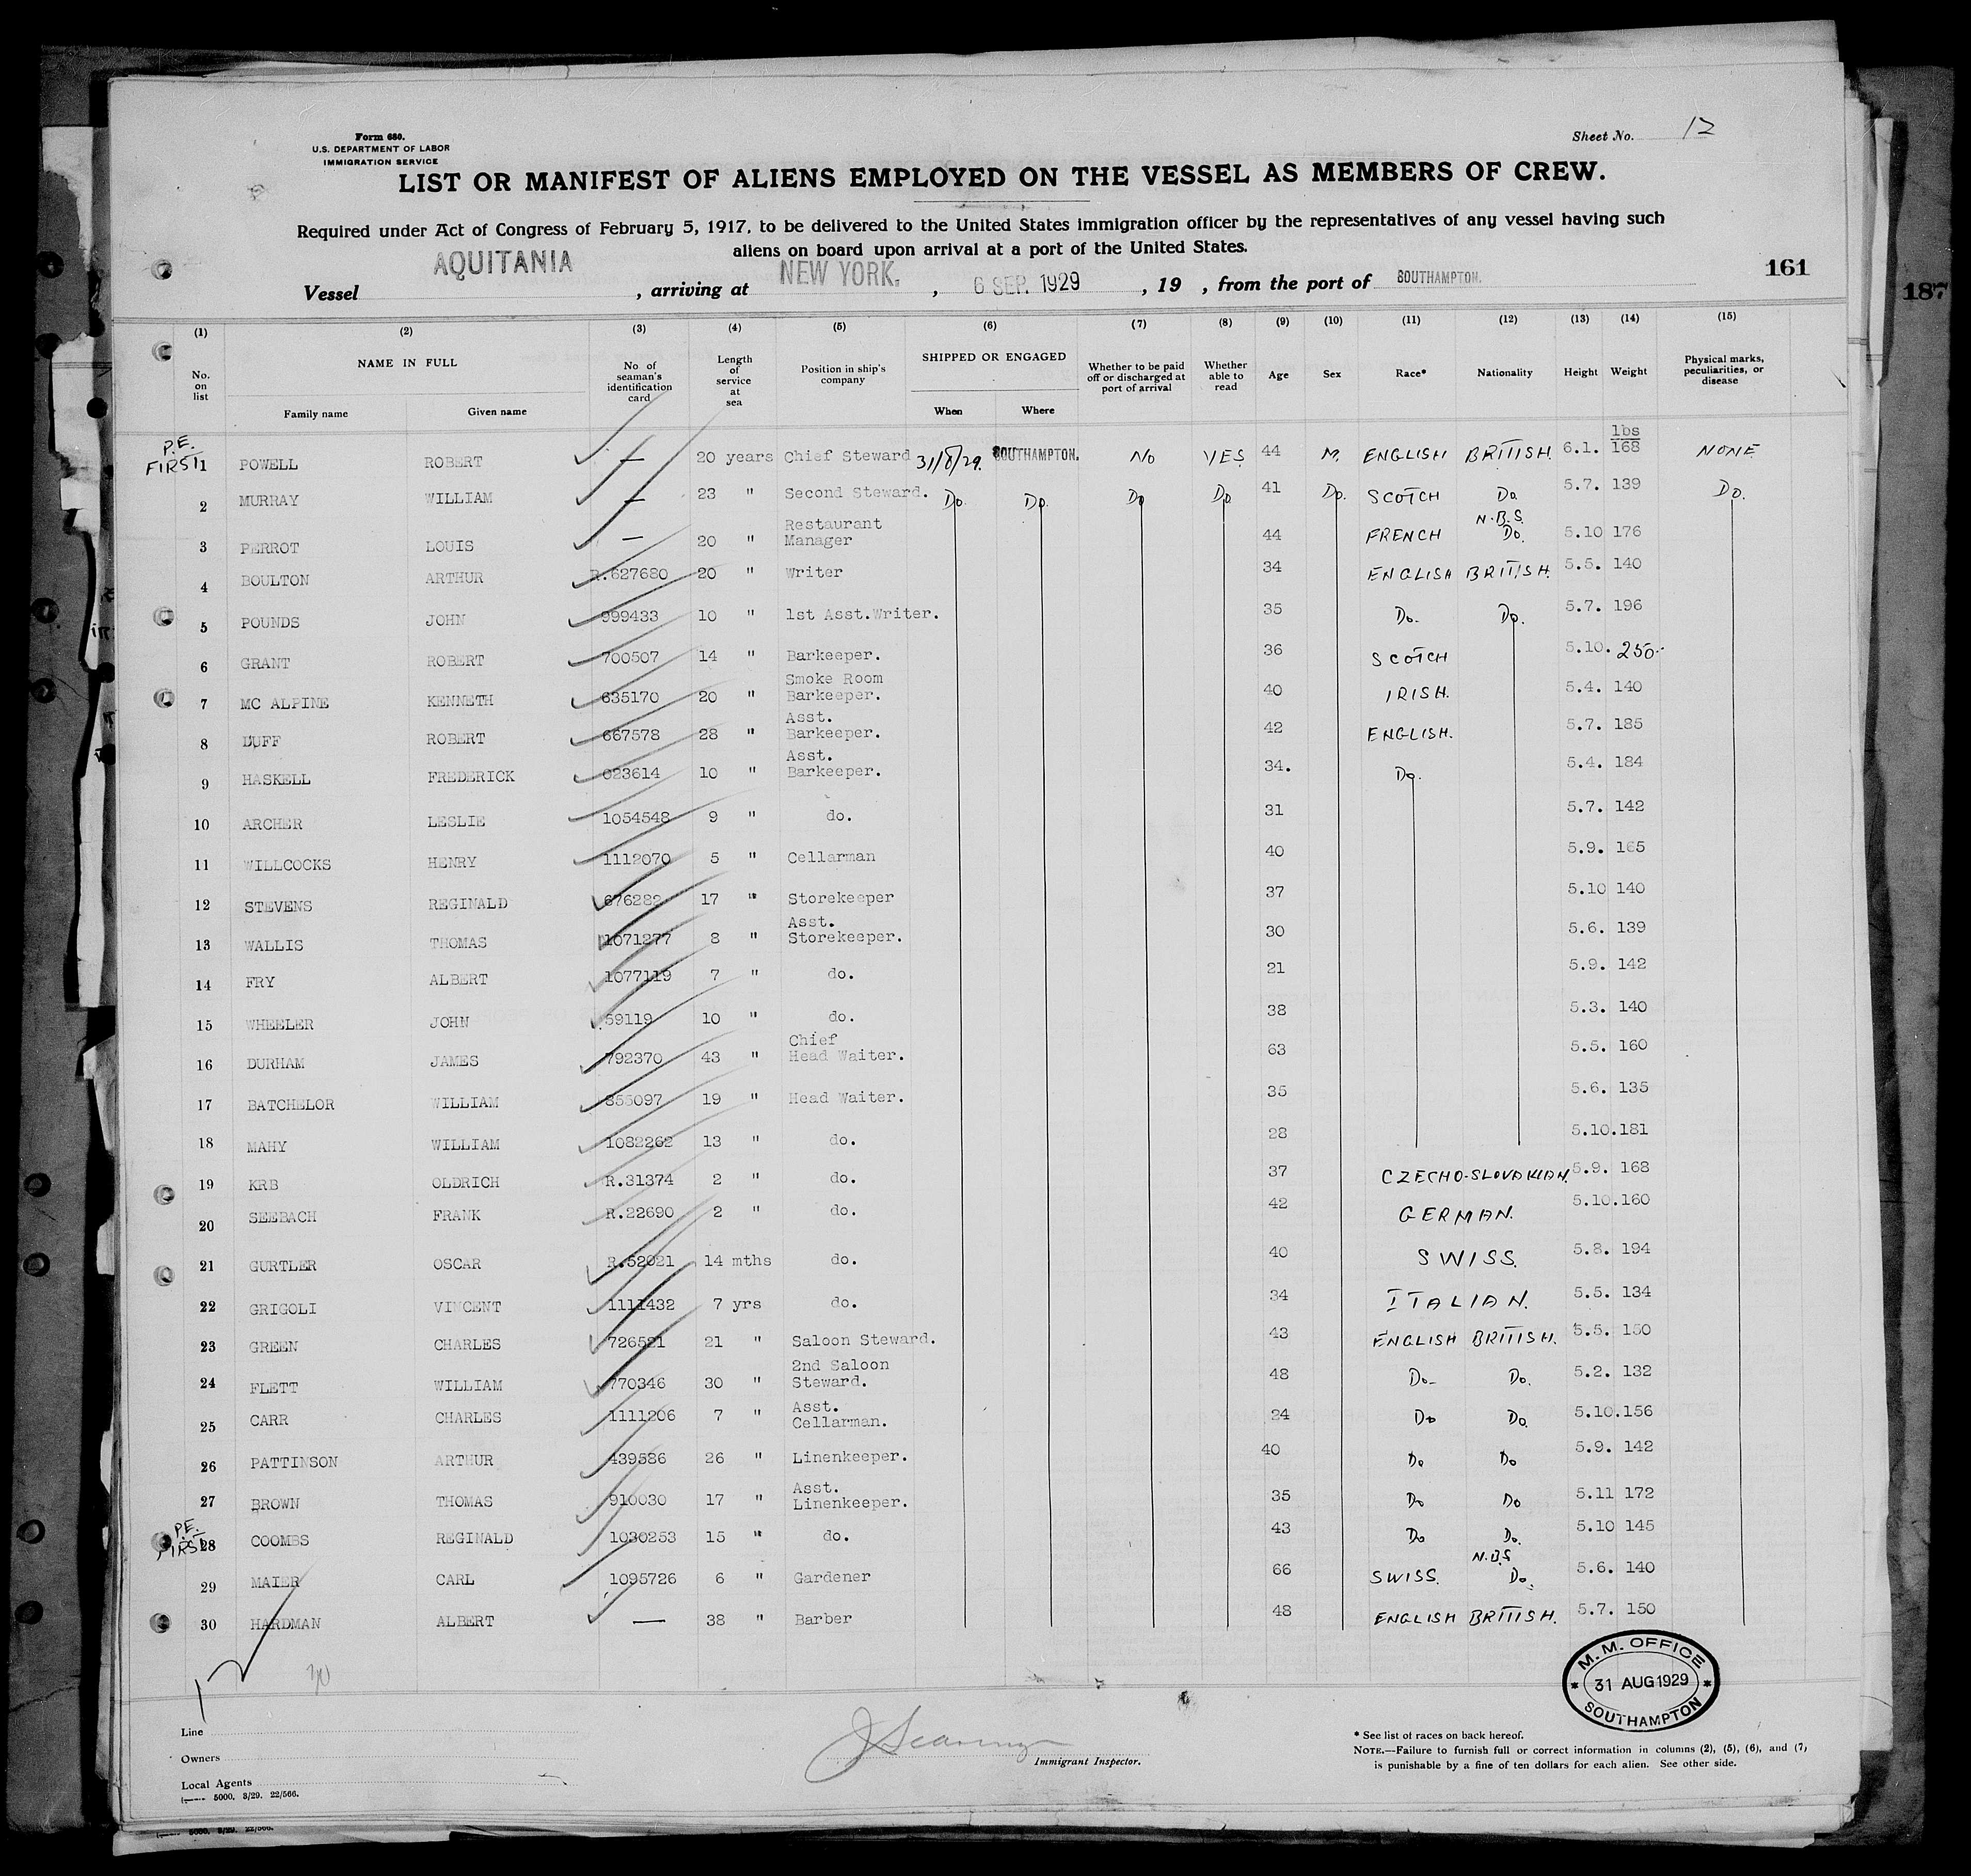 Form 680.
U.S. DEPARTMENT OF LABOR
IMMIGRATION SERVICE
Sheet No. 12
LIST OR MANIFEST OF ALIENS EMPLOYED ON THE VESSEL AS MEMBERS OF CREW.
Required under Act of Congress of February 5, 1917, to be delivered to the United States immigration officer by the representatives of any vessel having such
aliens on board upon arrival at a port of the United States.
Vessel AQUITANIA, arriving at NEW YORK., 6 SEP. 1929, 19 , from the port of SOUTHAMPTON.
161
187
(1) (2) (3) (4) (5) (6) (7) (8) (9) (10) (11) (12) (13) (14) (15)
No. on list NAME IN FULL Family name Given name No. of seaman's identification card Length of service at sea Position in ship's company SHIPPED OR ENGAGED When Where Whether to be paid off or discharged at port of arrival Whether able to read Age Sex Race* Nationality Height Weight Physical marks, peculiarities, or disease
lbs
P.E. FIRST 1 POWELL ROBERT — 20 years Chief Steward 31/8/29. SOUTHAMPTON. NO YES 44 M. ENGLISH BRITISH. 6.1. 168 NONE
2 MURRAY WILLIAM — 23 " Second Steward. Do. Do. Do Do 41 Do. SCOTCH Do 5.7. 139 Do.
3 PERROT LOUIS — 20 " Restaurant Manager 44 FRENCH N.B.S. Do. 5.10 176
4 BOULTON ARTHUR R.627680 20 " Writer 34 ENGLISH BRITISH. 5.5. 140
5 POUNDS JOHN 999433 10 " 1st Asst.Writer. 35 Do. Do. 5.7. 196
6 GRANT ROBERT 700507 14 " Barkeeper. 36 SCOTCH 5.10. 250
7 MC ALPINE KENNETH 635170 20 " Smoke Room Barkeeper. 40 IRISH. 5.4. 140
8 DUFF ROBERT 667578 28 " Asst. Barkeeper. 42 ENGLISH. 5.7. 185
9 HASKELL FREDERICK 023614 10 " Asst. Barkeeper. 34. Do. 5.4. 184
10 ARCHER LESLIE 1054548 9 " do. 31 5.7. 142
11 WILLCOCKS HENRY 1112070 5 " Cellarman 40 5.9. 165
12 STEVENS REGINALD 676282 17 " Storekeeper 37 5.10 140
13 WALLIS THOMAS 1071277 8 " Asst. Storekeeper. 30 5.6. 139
14 FRY ALBERT 1077119 7 " do. 21 5.9. 142
15 WHEELER JOHN 59119 10 " do. 38 5.3. 140
16 DURHAM JAMES 792370 43 " Chief Head Waiter. 63 5.5. 160
17 BATCHELOR WILLIAM 855097 19 " Head Waiter. 35 5.6. 135
18 MAHY WILLIAM 1082262 13 " do. 28 5.10. 181
19 KRB OLDRICH R.31374 2 " do. 37 CZECHO-SLOVAKIAN. 5.9. 168
20 SEEBACH FRANK R.22690 2 " do. 42 GERMAN. 5.10. 160
21 GURTLER OSCAR R.52021 14 mths do. 40 SWISS. 5.8. 194
22 GRIGOLI VINCENT 1111432 7 yrs do. 34 ITALIAN. 5.5. 134
23 GREEN CHARLES 726521 21 " Saloon Steward. 43 ENGLISH BRITISH. 5.5. 150
24 FLETT WILLIAM 770346 30 " 2nd Saloon Steward. 48 Do- Do. 5.2. 132
25 CARR CHARLES 1111206 7 " Asst. Cellarman. 24 Do Do. 5.10. 156
26 PATTINSON ARTHUR 439586 26 " Linenkeeper. 40 Do Do 5.9. 142
27 BROWN THOMAS 910030 17 " Asst. Linenkeeper. 35 Do Do 5.11 172
P.E. FIRST 28 COOMBS REGINALD 1030253 15 " do. 43 Do Do. 5.10 145
29 MAIER CARL 1095726 6 " Gardener 66 SWISS. N.B.S Do. 5.6. 140
30 HARDMAN ALBERT — 38 " Barber 48 ENGLISH BRITISH. 5.7. 150
30
M. M. OFFICE
31 AUG 1929
SOUTHAMPTON
Line
Owners
Local Agents
5000. 3/29. 22/566.
Immigrant Inspector.
* See list of races on back hereof.
NOTE.—Failure to furnish full or correct information in columns (2), (5), (6), and (7)
is punishable by a fine of ten dollars for each alien. See other side.
5000. 3/29. 22/566.